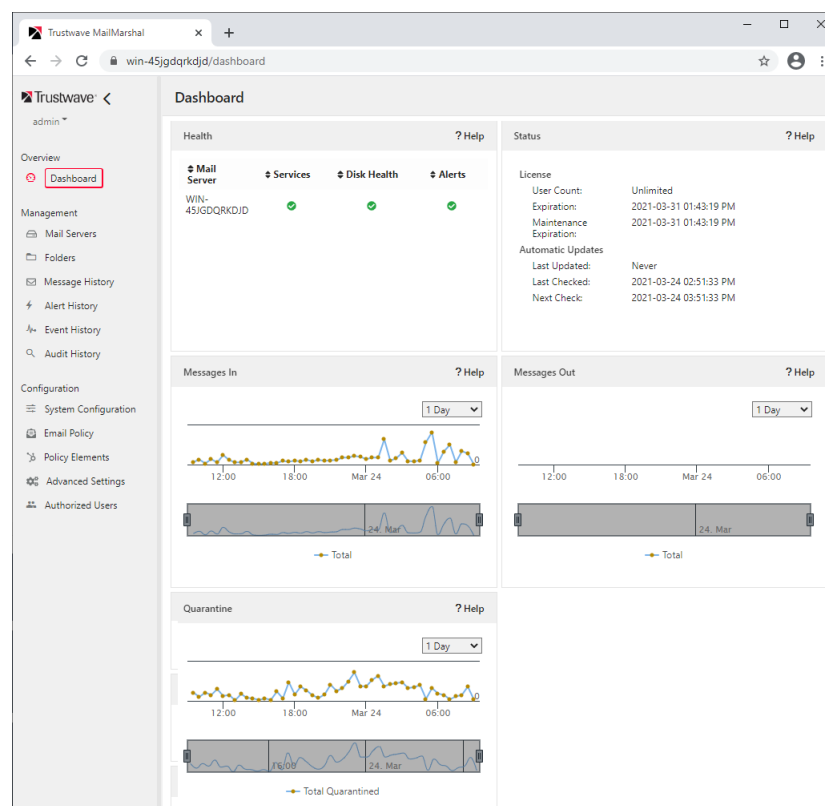 Trustwave MailMarshal
win-45jgdqrkdjd/dashboard
Trustwave
admin
Overview
Dashboard
Management
Mail Servers
Folders
Message History
Alert History
Event History
Audit History
Configuration
System Configuration
Email Policy
Policy Elements
Advanced Settings
Authorized Users
Dashboard
Health ? Help
Mail Server Services Disk Health Alerts
WIN-
45JGDQRKDJD
Status ? Help
License
User Count: Unlimited
Expiration: 2021-03-31 01:43:19 PM
Maintenance 2021-03-31 01:43:19 PM
Expiration:
Automatic Updates
Last Updated: Never
Last Checked: 2021-03-24 02:51:33 PM
Next Check: 2021-03-24 03:51:33 PM
Messages In ? Help
1 Day
0
12:00 18:00 Mar 24 06:00
24. Mar
Total
Messages Out ? Help
1 Day
12:00 18:00 Mar 24 06:00
24. Mar
Total
Quarantine ? Help
1 Day
0
12:00 18:00 Mar 24 06:00
16:00 24. Mar
Total Quarantined